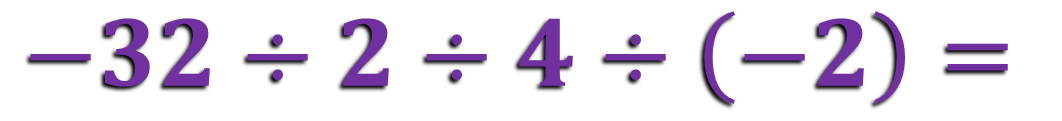 −32 ÷ 2 ÷ 4 ÷ (−2) =